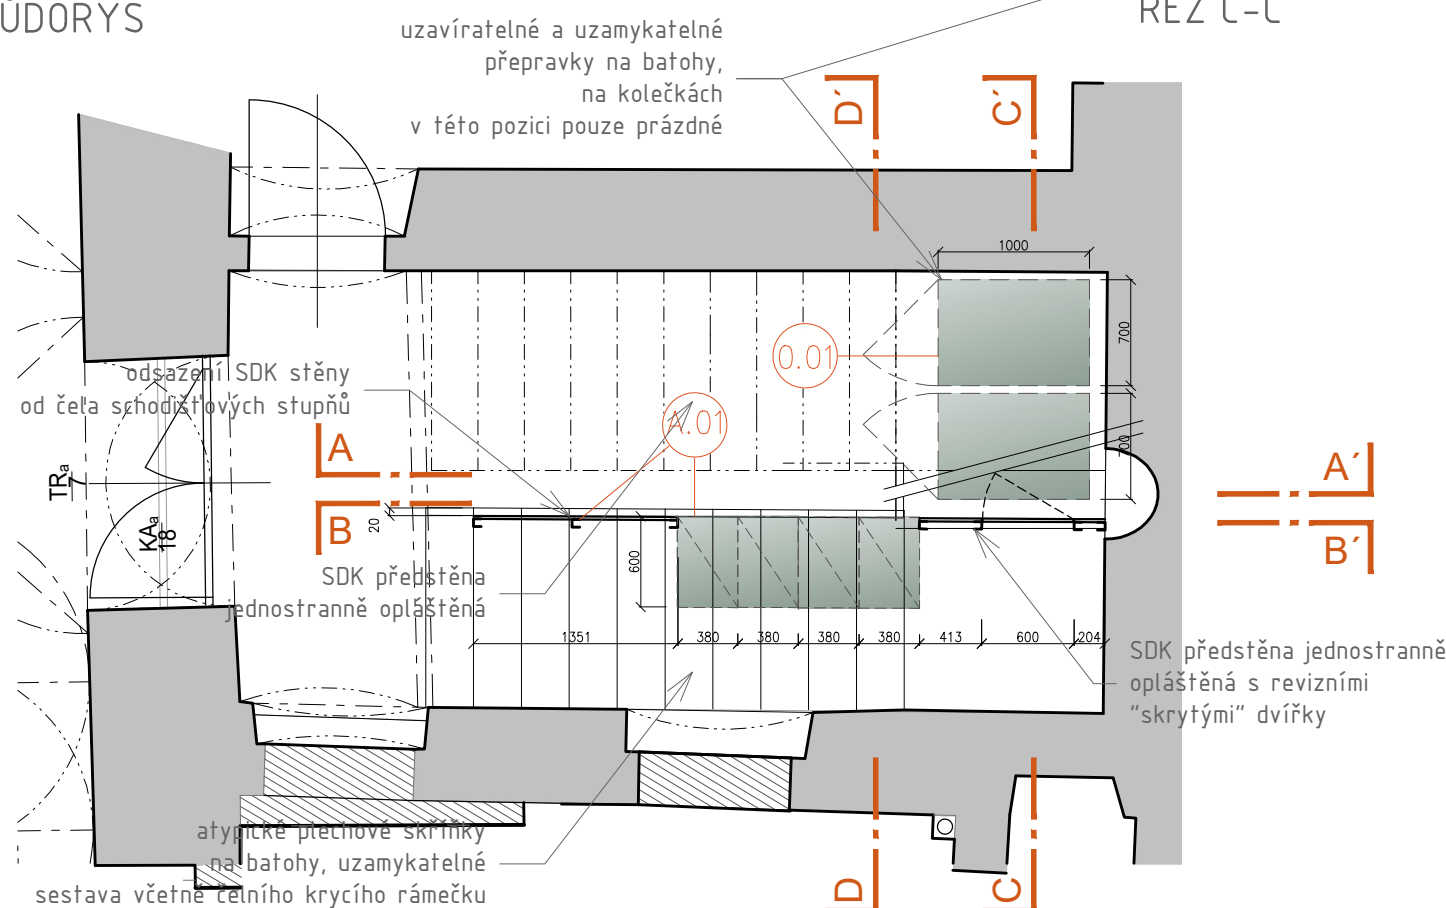 ŮDORYS
ŘEZ C-C
uzavíratelné a uzamykatelné
přepravky na batohy,
na kolečkách
v této pozici pouze prázdné
D´
C´
1000
700
0.01
odsazení SDK stěny
od čela schodišťových stupňů
A.01
700
A
A´
TRa
7
B
B´
KAa
18
20
600
SDK předstěna
jednostranně opláštěná
1351
380
380
380
380
413
600
204
SDK předstěna jednostranně
opláštěná s revizními
"skrytými" dvířky
atypické plechové skříňky
na batohy, uzamykatelné
sestava včetně čelního krycího rámečku
D
C